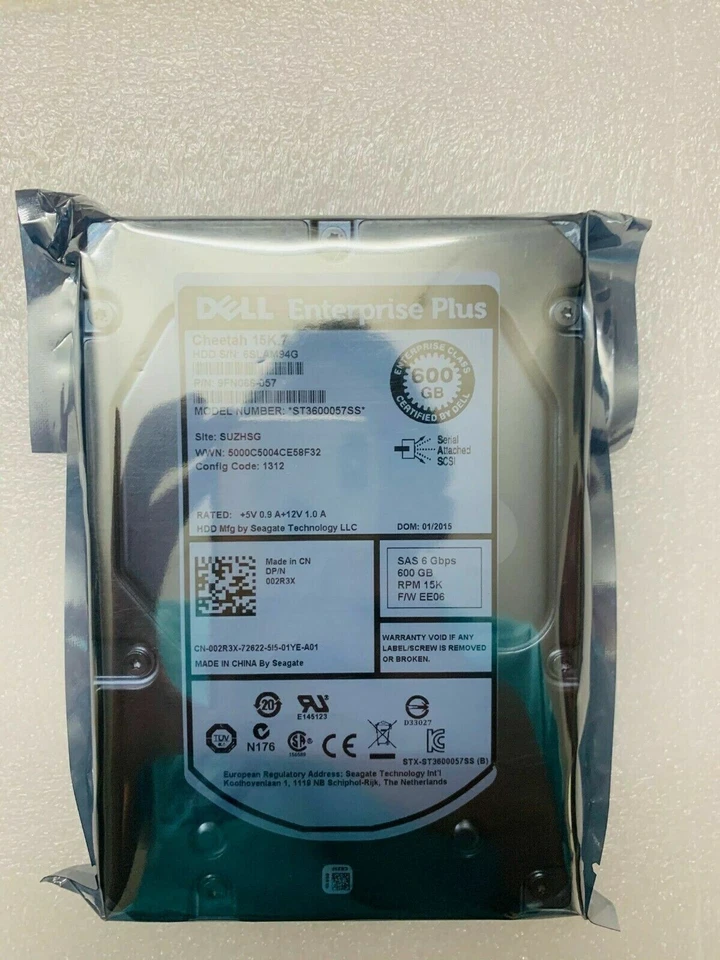 DELL Enterprise Plus
Cheetah 15K.7
HDD S/N:
P/N: 9FN066-057
MODEL NUMBER: *ST3600057SS*
ENTERPRISE CLASS
600
GB
CERTIFIED BY DELL
Site: SUZHSG
WWN: 5000C5004CE58F32
Config Code: 1312
Serial
Attached
SCSI
RATED: +5V 0.9 A+12V 1.0 A
HDD Mfg by Seagate Technology LLC
DOM: 01/2015
Made in CN
DP/N
002R3X
SAS 6 Gbps
600 GB
RPM 15K
F/W EE06
CN-002R3X-72622-5I5-01YE-A01
MADE IN CHINA By Seagate
WARRANTY VOID IF ANY
LABEL/SCREW IS REMOVED
OR BROKEN.
20
E145123
D33027
TUV
N176
CE
STX-ST3600057SS (B)
European Regulatory Address: Seagate Technology Int'l
Koolhovenlaan 1, 1119 NB Schiphol-Rijk, The Netherlands